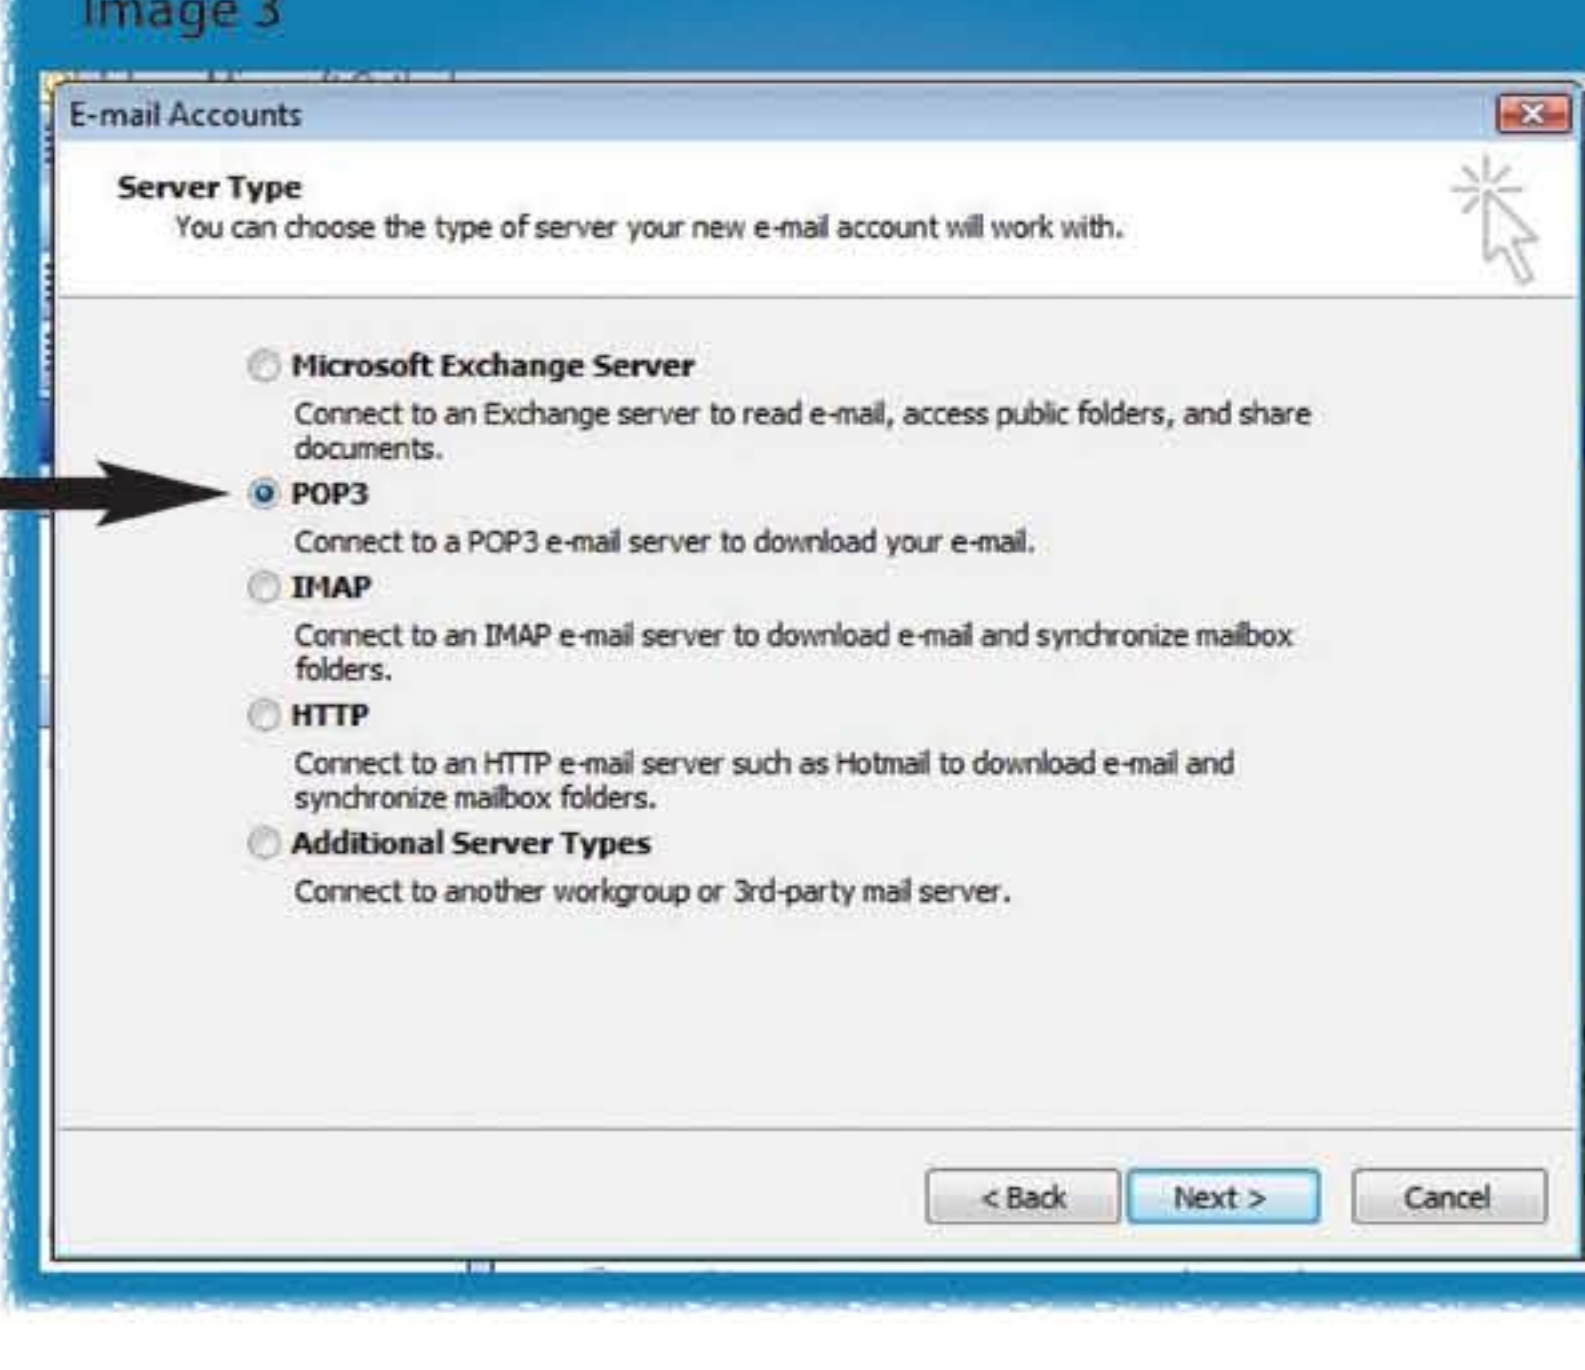 Image 3
E-mail Accounts
Server Type
You can choose the type of server your new e-mail account will work with.
Microsoft Exchange Server
Connect to an Exchange server to read e-mail, access public folders, and share
documents.
POP3
Connect to a POP3 e-mail server to download your e-mail.
IMAP
Connect to an IMAP e-mail server to download e-mail and synchronize mailbox
folders.
HTTP
Connect to an HTTP e-mail server such as Hotmail to download e-mail and
synchronize mailbox folders.
Additional Server Types
Connect to another workgroup or 3rd-party mail server.
< Back Next > Cancel